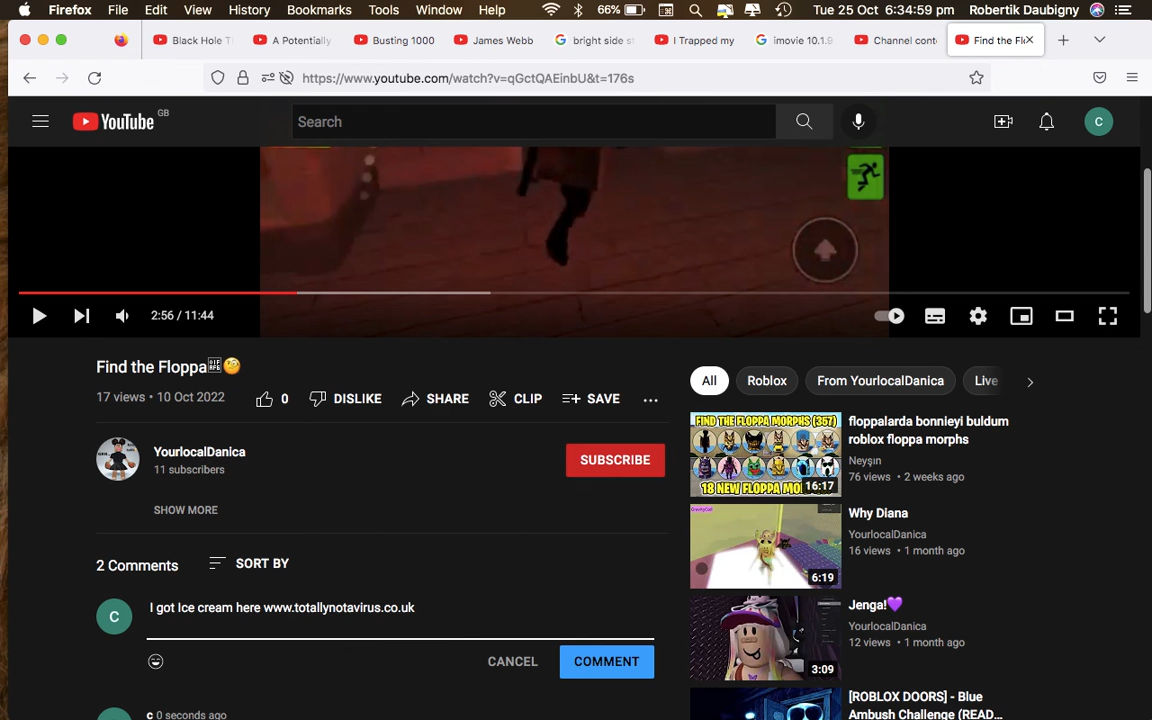 Firefox File Edit View History Bookmarks Tools Window Help 66% Tue 25 Oct 6:34:59 pm Robertik Daubigny
Black Hole T A Potentially Busting 1000 James Webb bright side s I Trapped my imovie 10.1.9 Channel cont Find the Fl
https://www.youtube.com/watch?v=qGctQAEinbU&t=176s
YouTube GB
Search
C
2:56 / 11:44
Find the Floppa🧐
17 views • 10 Oct 2022
0 DISLIKE SHARE CLIP SAVE ...
YourlocalDanica
11 subscribers
SUBSCRIBE
SHOW MORE
2 Comments SORT BY
C
I got Ice cream here www.totallynotavirus.co.uk
CANCEL COMMENT
c 0 seconds ago
All Roblox From YourlocalDanica Live
FIND THE FLOPPA MORPHS (357)
18 NEW FLOPPA MO
16:17
floppalarda bonnieyi buldum
roblox floppa morphs
Neyşın
76 views • 2 weeks ago
6:19
Why Diana
YourlocalDanica
16 views • 1 month ago
3:09
Jenga!💜
YourlocalDanica
12 views • 1 month ago
[ROBLOX DOORS] - Blue
Ambush Challenge (READ...